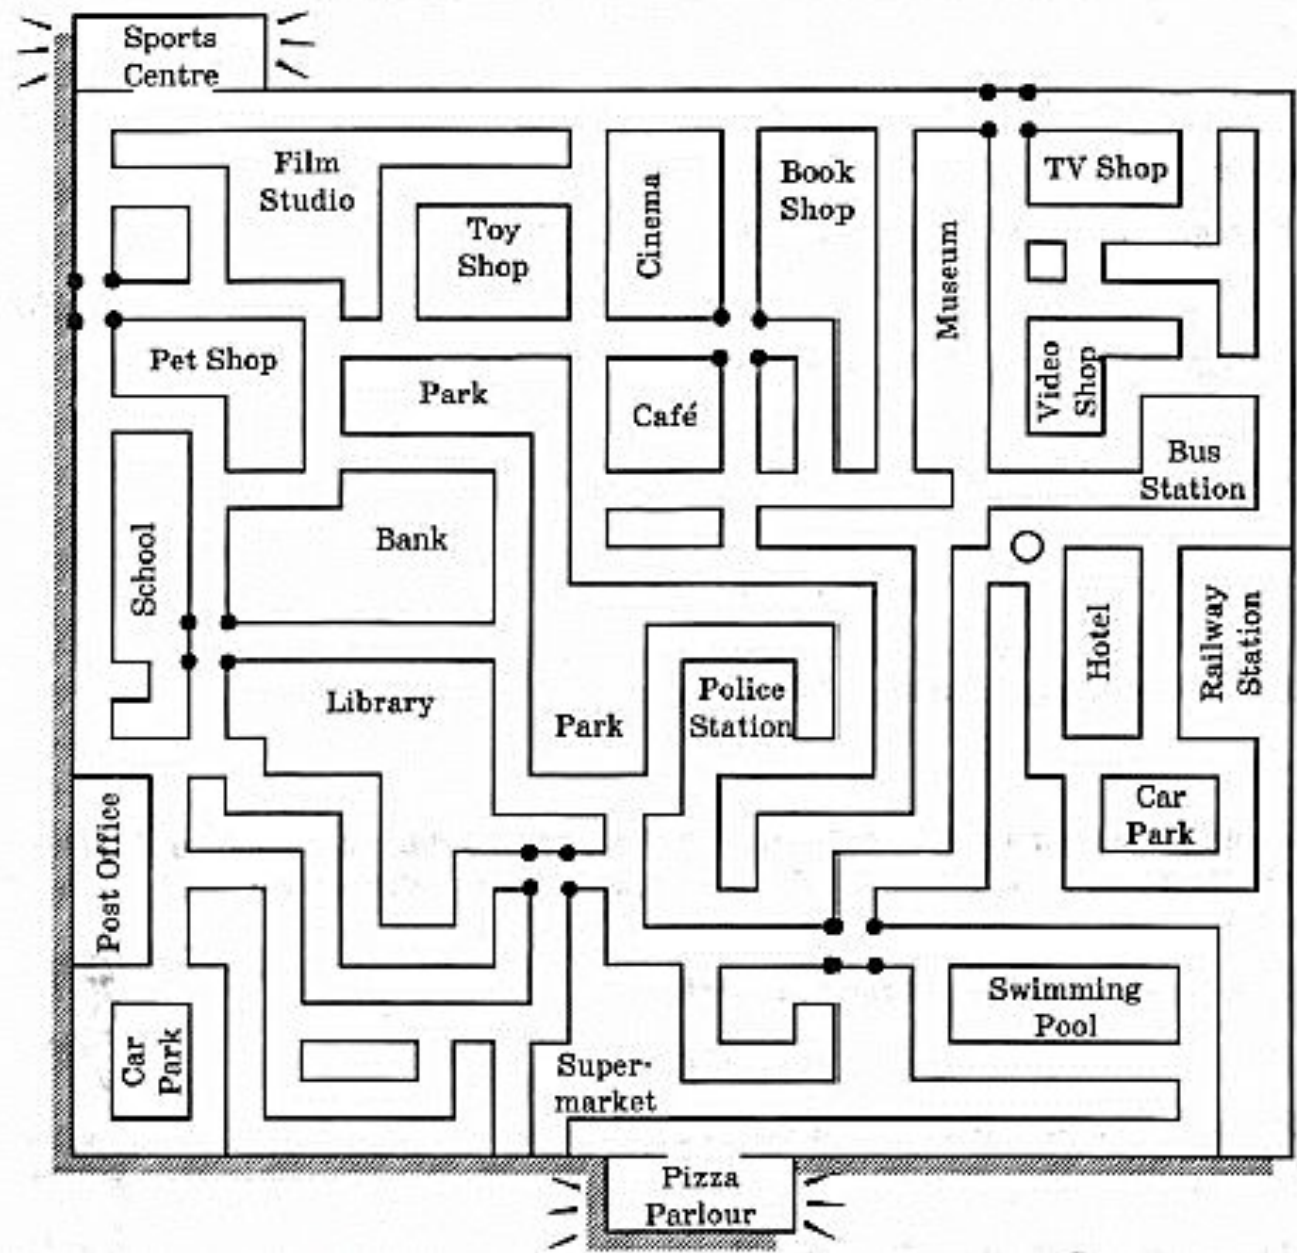 Sports
Centre
Film
Studio
Toy
Shop
Cinema
Book
Shop
Museum
TV Shop
Pet Shop
Park
Café
Video
Shop
Bus
Station
School
Bank
Hotel
Railway
Station
Library
Park
Police
Station
Post Office
Car
Park
Car
Park
Super-
market
Swimming
Pool
Pizza
Parlour